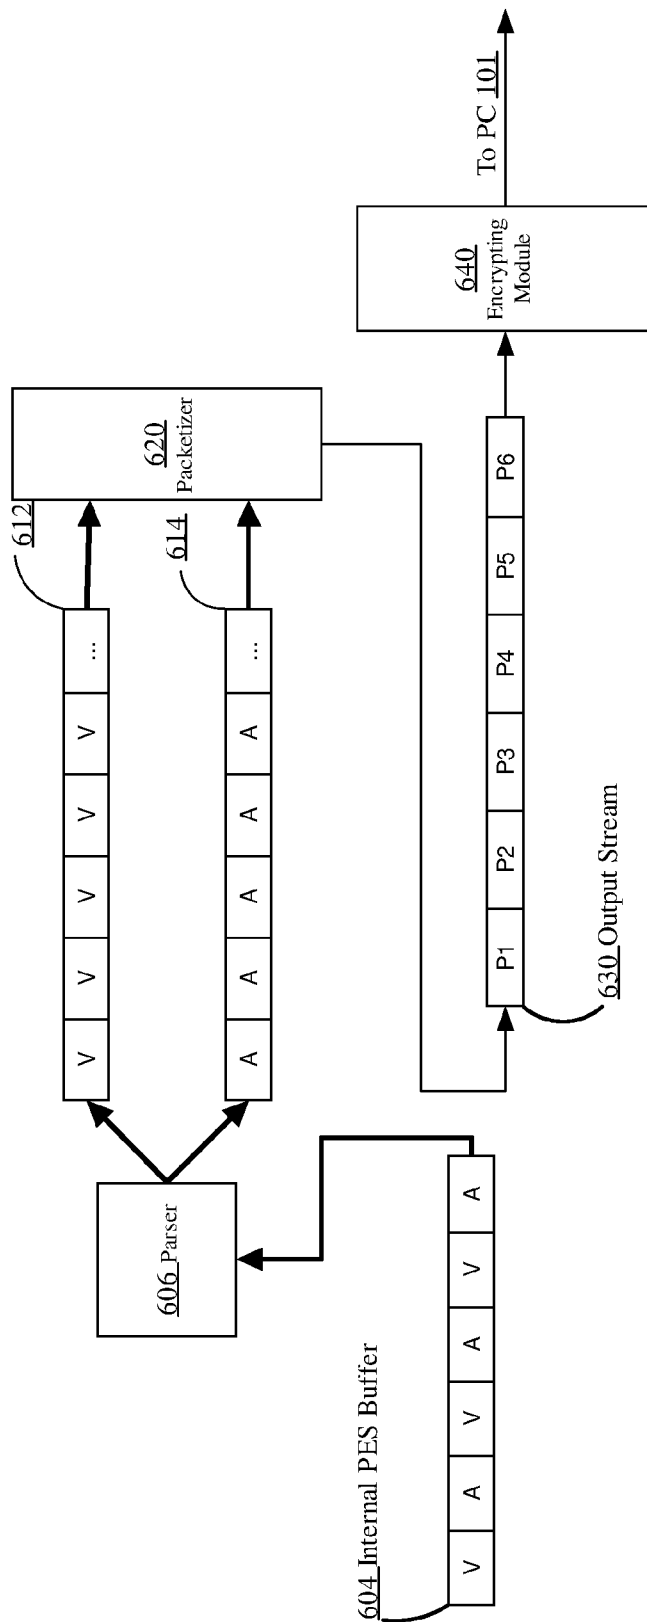 604 Internal PES Buffer
V A V A V A
606 Parser
V V V V V ...
612
A A A A A ...
614
620
Packetizer
P1 P2 P3 P4 P5 P6
630 Output Stream
640
Encrypting
Module
To PC 101